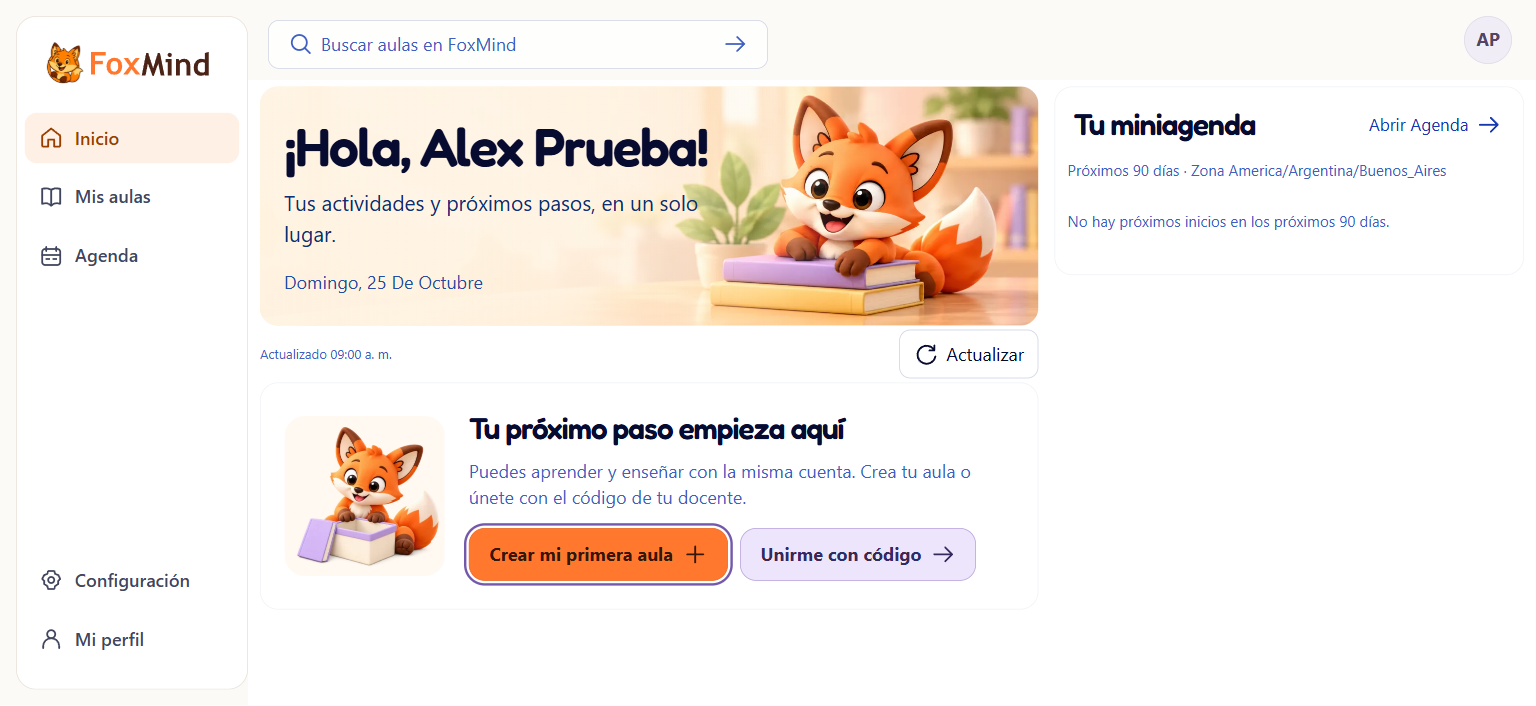 FoxMind
Inicio
Mis aulas
Agenda
Configuración
Mi perfil
Buscar aulas en FoxMind
AP
¡Hola, Alex Prueba!
Tus actividades y próximos pasos, en un solo
lugar.
Domingo, 25 De Octubre
Actualizado 09:00 a. m.
Actualizar
Tu próximo paso empieza aquí
Puedes aprender y enseñar con la misma cuenta. Crea tu aula o
únete con el código de tu docente.
Crear mi primera aula
Unirme con código
Tu miniagenda
Abrir Agenda
Próximos 90 días · Zona America/Argentina/Buenos_Aires
No hay próximos inicios en los próximos 90 días.